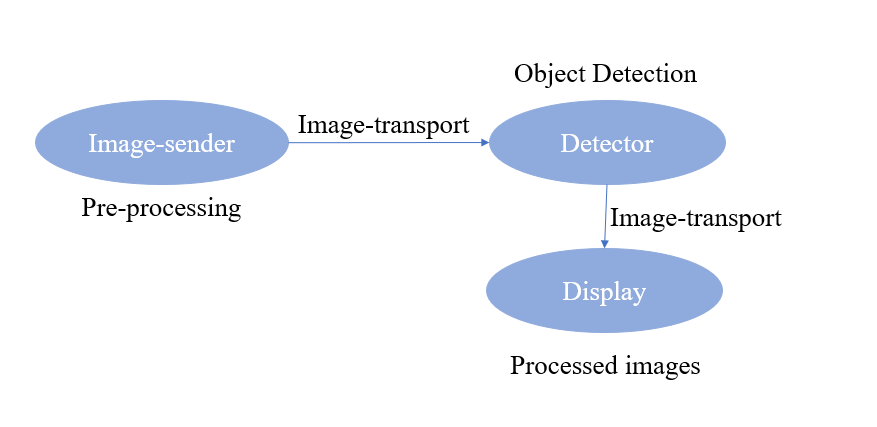 Object Detection
Image-sender
Image-transport
Detector
Pre-processing
Image-transport
Display
Processed images